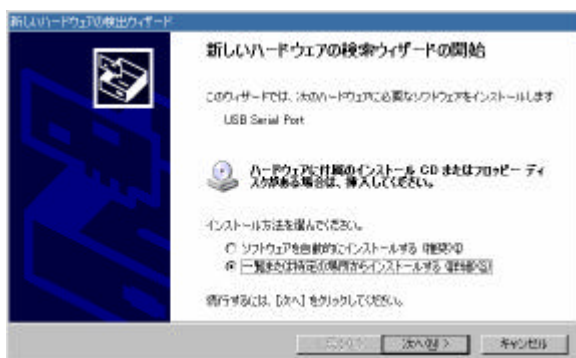 新しいハードウェアの検出ウィザード
新しいハードウェアの検索ウィザードの開始
このウィザードでは、次のハードウェアに必要なソフトウェアをインストールします
USB Serial Port
ハードウェアに付属のインストール CD またはフロッピー ディ
スクがある場合は、挿入してください。
インストール方法を選んでください。
ソフトウェアを自動的にインストールする (推奨)(I)
一覧または特定の場所からインストールする (詳細)(S)
続行するには、[次へ] をクリックしてください。
次へ(N) >
キャンセル